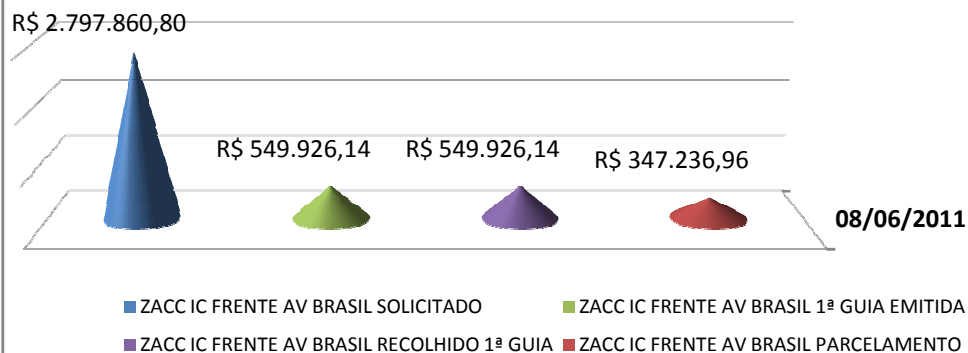 R$ 2.797.860,80
R$ 549.926,14 R$ 549.926,14 R$ 347.236,96
08/06/2011
ZACC IC FRENTE AV BRASIL SOLICITADO ZACC IC FRENTE AV BRASIL 1ª GUIA EMITIDA
ZACC IC FRENTE AV BRASIL RECOLHIDO 1ª GUIA ZACC IC FRENTE AV BRASIL PARCELAMENTO